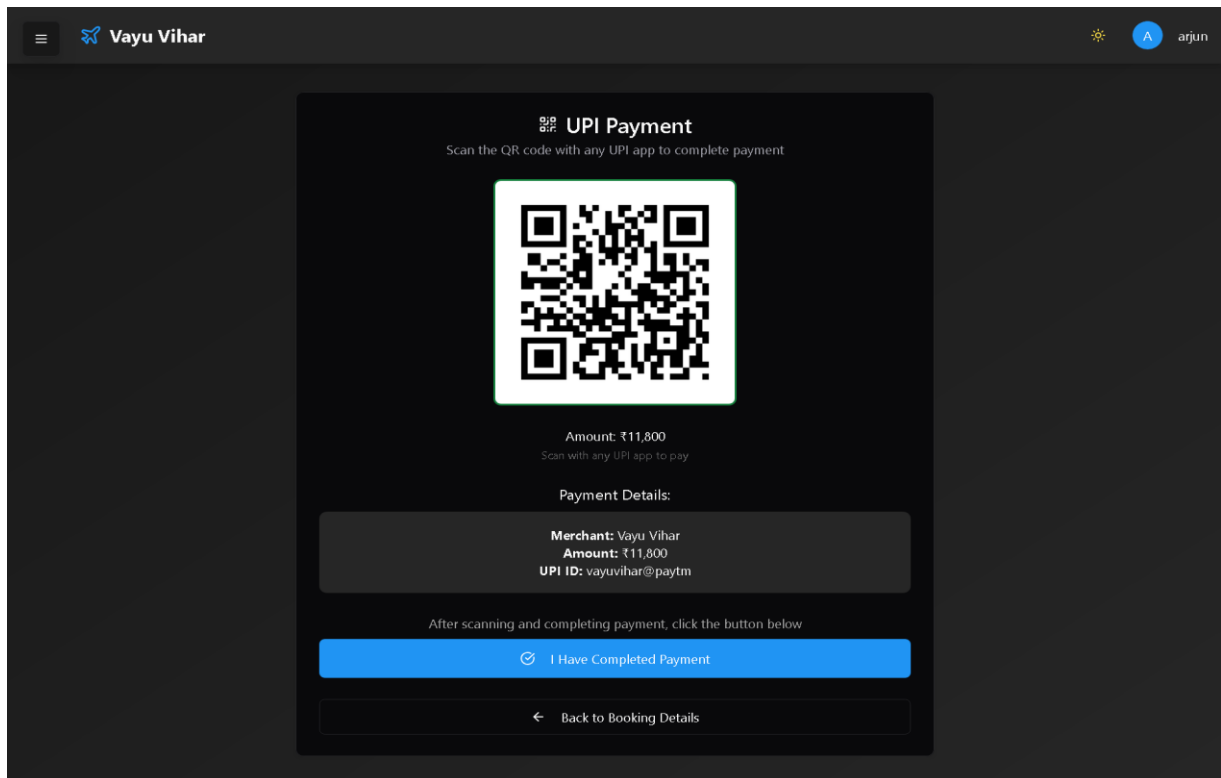 Vayu Vihar
A
arjun
UPI Payment
Scan the QR code with any UPI app to complete payment
Amount: ₹11,800
Scan with any UPI app to pay
Payment Details:
Merchant: Vayu Vihar
Amount: ₹11,800
UPI ID: vayuvihar@paytm
After scanning and completing payment, click the button below
I Have Completed Payment
Back to Booking Details